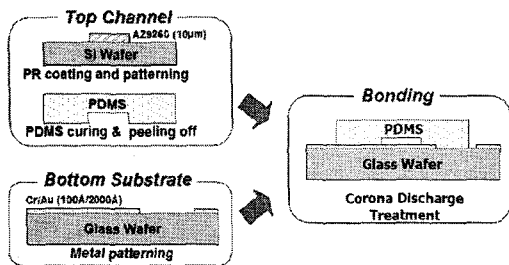 Top Channel
AZ9260 (10μm)
Si Wafer
PR coating and patterning
PDMS
PDMS curing & peeling off
Bottom Substrate
Cr/Au (100Å/2000Å)
Glass Wafer
Metal patterning
Bonding
PDMS
Glass Wafer
Corona Discharge
Treatment